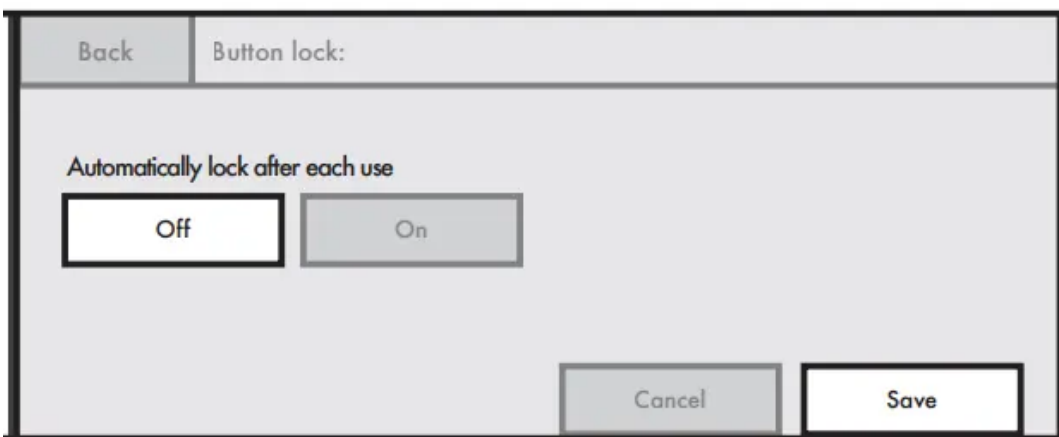 Back
Button lock:
Automatically lock after each use
Off
On
Cancel
Save